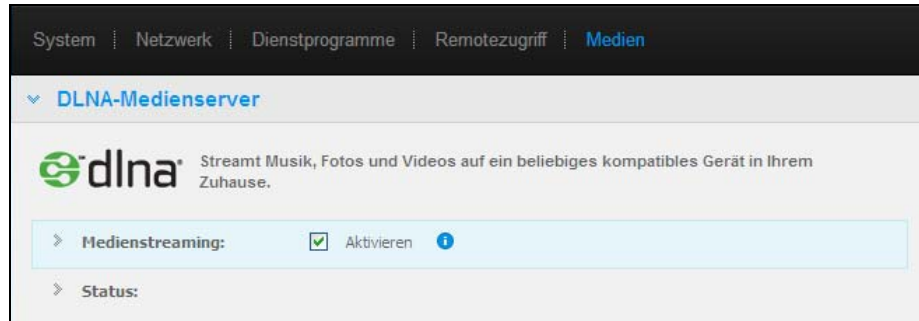 System | Netzwerk | Dienstprogramme | Remotezugriff | Medien
DLNA-Medienserver
dlna Streamt Musik, Fotos und Videos auf ein beliebiges kompatibles Gerät in Ihrem
Zuhause.
Medienstreaming: Aktivieren
Status: